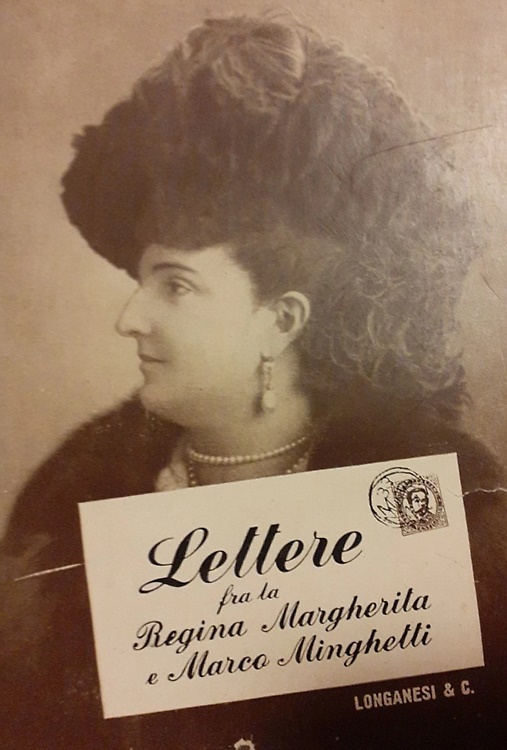 Lettere
fra la
Regina Margherita
e Marco Minghetti
LONGANESI & C.